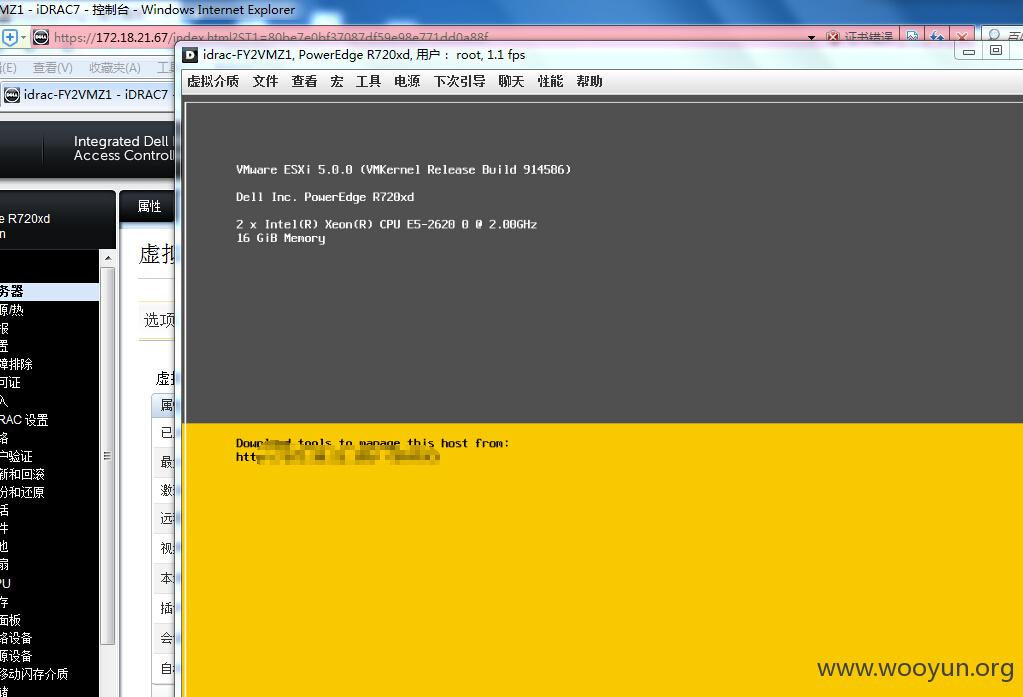 MZ1 - iDRAC7 - 控制台 - Windows Internet Explorer
https://172.18.21.67/index.html?ST1=80be7e0bf37087df59e98e771dd0a88f
证书错误
idrac-FY2VMZ1, PowerEdge R720xd, 用户： root, 1.1 fps
(E) 查看(V) 收藏夹(A) 工
虚拟介质 文件 查看 宏 工具 电源 下次引导 聊天 性能 帮助
idrac-FY2VMZ1 - iDRAC7 -
Integrated Dell
Access Control
VMware ESXi 5.0.0 (VMKernel Release Build 914586)
Dell Inc. PowerEdge R720xd
2 x Intel(R) Xeon(R) CPU E5-2620 0 @ 2.00GHz
16 GiB Memory
e R720xd
n
属性
虚拟
选项
虚
属
已
最
激
远
视
本
插
会
自
务器
源/热
报
置
障排除
可证
入
RAC 设置
络
户验证
新和回滚
份和还原
活
件
池
扇
PU
存
面板
络设备
源设备
移动闪存介质
储
Download tools to manage this host from:
htt
www.wooyun.org